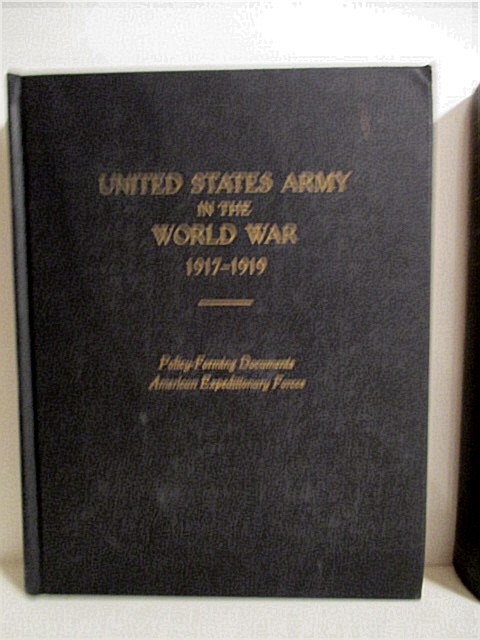 UNITED STATES ARMY
IN THE
WORLD WAR
1917-1919
Policy-Forming Documents
American Expeditionary Forces